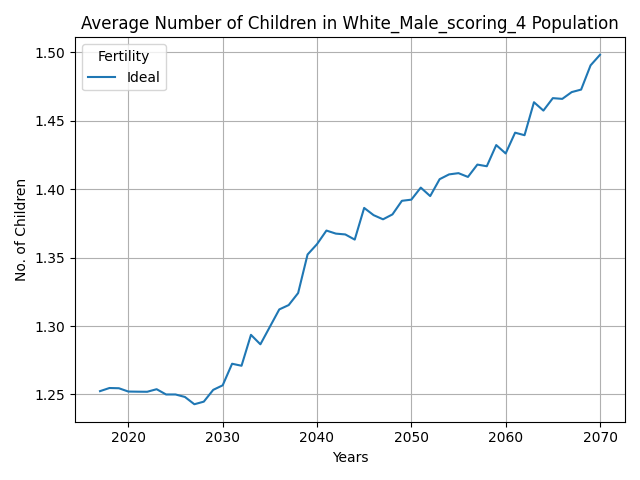 Average Number of Children in White_Male_scoring_4 Population
Fertility
Ideal
1.50
1.45
1.40
1.35
1.30
1.25
No. of Children
2020 2030 2040 2050 2060 2070
Years